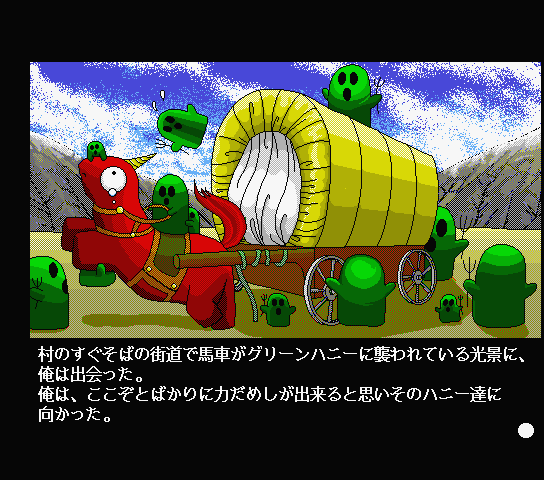 村のすぐそばの街道で馬車がグリーンハニーに襲われている光景に、
俺は出会った。
俺は、ここぞとばかりに力だめしが出来ると思いそのハニー達に
向かった。